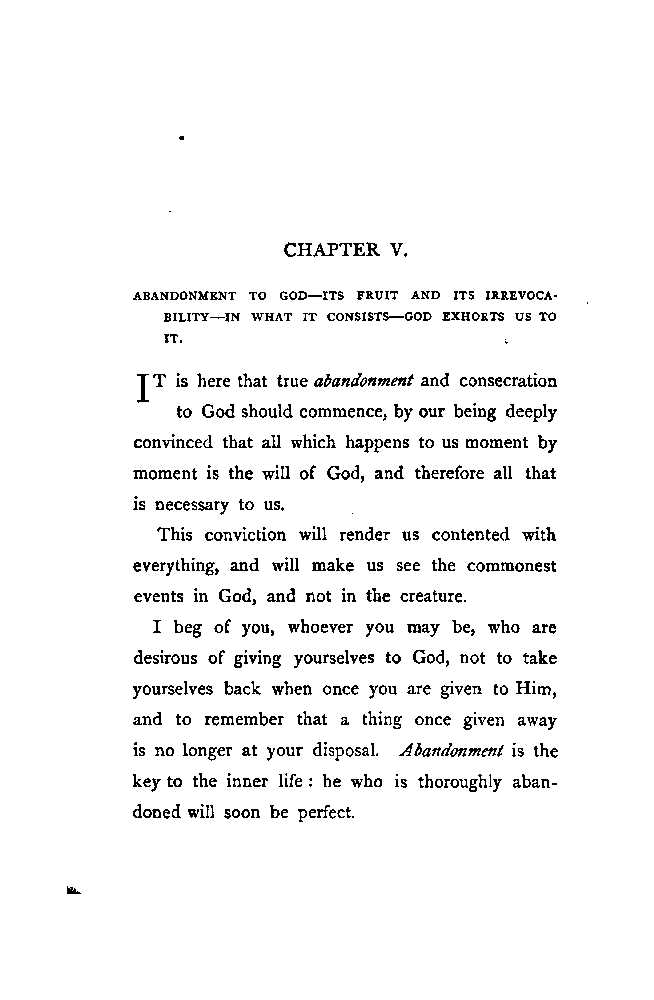 CHAPTER V.
ABANDONMENT TO GOD—ITS FRUIT AND ITS IRREVOCA-
BILITY—IN WHAT IT CONSISTS—GOD EXHORTS US TO
IT.
IT is here that true abandonment and consecration
to God should commence, by our being deeply
convinced that all which happens to us moment by
moment is the will of God, and therefore all that
is necessary to us.
This conviction will render us contented with
everything, and will make us see the commonest
events in God, and not in the creature.
I beg of you, whoever you may be, who are
desirous of giving yourselves to God, not to take
yourselves back when once you are given to Him,
and to remember that a thing once given away
is no longer at your disposal. Abandonment is the
key to the inner life : he who is thoroughly aban-
doned will soon be perfect.